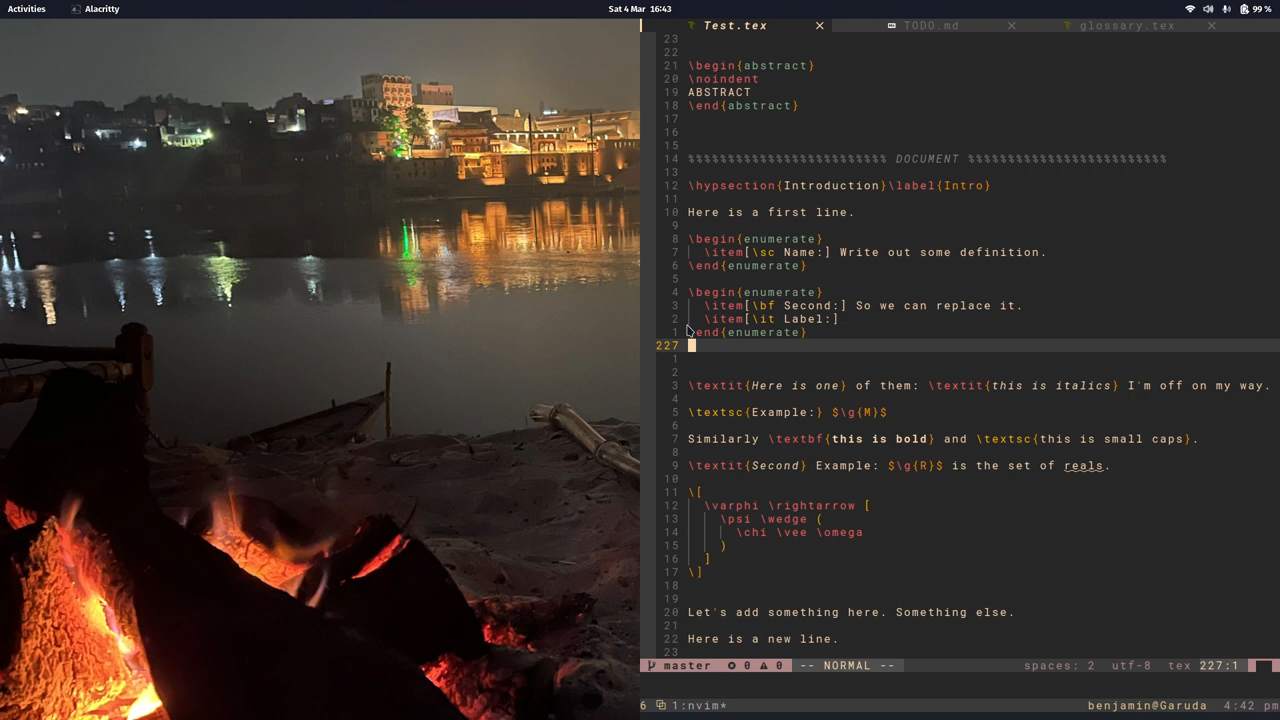 Activities Alacritty Sat 4 Mar 16:43 99 %
Test.tex TODO.md glossary.tex
23
22
21 \begin{abstract}
20 \noindent
19 ABSTRACT
18 \end{abstract}
17
16
15
14 %%%%%%%%%%%%%%%%%%%%%%%%% DOCUMENT %%%%%%%%%%%%%%%%%%%%%%%%%
13
12 \hypsection{Introduction}\label{Intro}
11
10 Here is a first line.
9
8 \begin{enumerate}
7 \item[\sc Name:] Write out some definition.
6 \end{enumerate}
5
4 \begin{enumerate}
3 \item[\bf Second:] So we can replace it.
2 \item[\it Label:]
1 \end{enumerate}
227
1
2
3 \textit{Here is one} of them: \textit{this is italics} I'm off on my way.
4
5 \textsc{Example:} $\g{M}$
6
7 Similarly \textbf{this is bold} and \textsc{this is small caps}.
8
9 \textit{Second} Example: $\g{R}$ is the set of reals.
10
11 \[
12 \varphi \rightarrow [
13 \psi \wedge (
14 \chi \vee \omega
15 )
16 ]
17 \]
18
19
20 Let's add something here. Something else.
21
22 Here is a new line.
23
master 0 0 -- NORMAL -- spaces: 2 utf-8 tex 227:1
6 1:nvim* benjamin@Garuda 4:42 pm